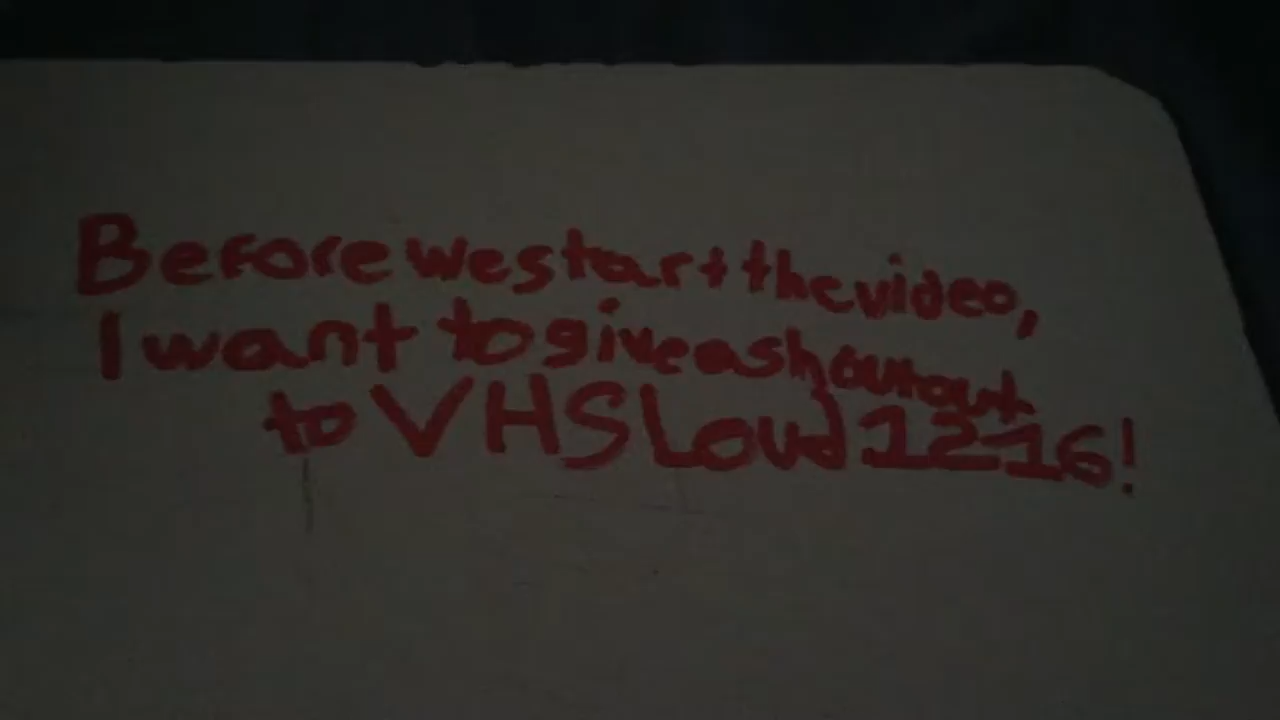 Before we start the video,
I want to give a shoutout
to VHSLoud1216!